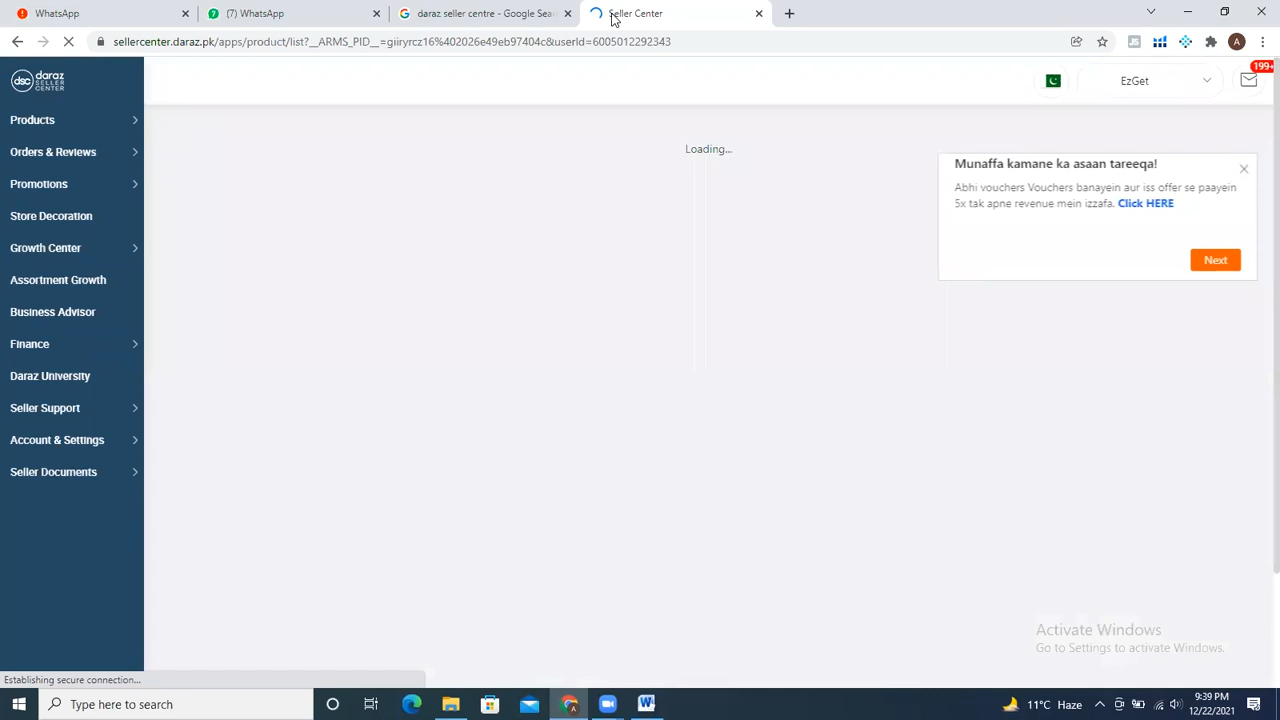 WhatsApp
(7) WhatsApp
daraz seller centre - Google Sea
Seller Center
sellercenter.daraz.pk/apps/product/list?__ARMS_PID__=giiryrcz16%402026e49eb97404c&userId=6005012292343
dsc daraz SELLER CENTER
EzGet
199+
Products
Orders & Reviews
Promotions
Store Decoration
Growth Center
Assortment Growth
Business Advisor
Finance
Daraz University
Seller Support
Account & Settings
Seller Documents
Loading...
Munaffa kamane ka asaan tareeqa!
Abhi vouchers Vouchers banayein aur iss offer se paayein
5x tak apne revenue mein izzafa. Click HERE
Next
Activate Windows
Go to Settings to activate Windows.
Establishing secure connection...
Type here to search
11°C Haze
9:39 PM
12/22/2021